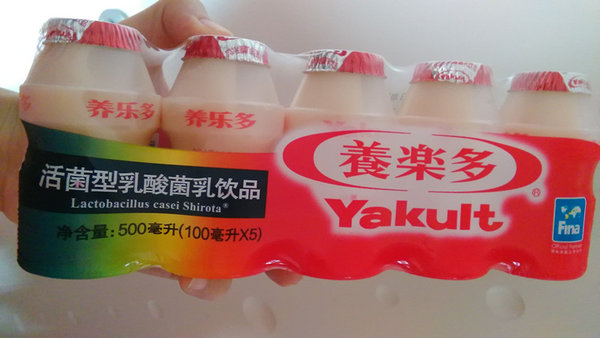 养乐多
养乐多
養楽多
Yakult
®
活菌型乳酸菌乳饮品
Lactobacillus casei Shirota®
净含量: 500毫升(100毫升X5)
Fina
Official Partner